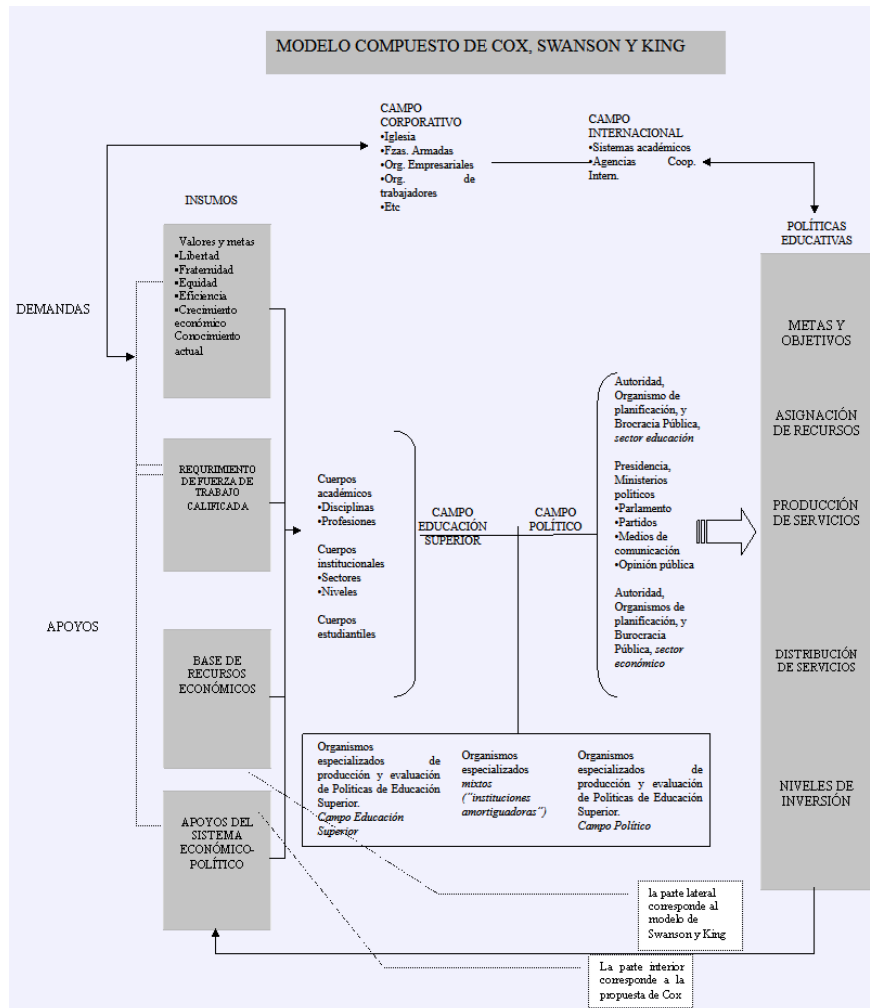 MODELO COMPUESTO DE COX, SWANSON Y KING
CAMPO
CORPORATIVO
•Iglesia
•Fzas. Armadas
•Org. Empresariales
•Org. de
trabajadores
•Etc
CAMPO
INTERNACIONAL
•Sistemas académicos
•Agencias Coop.
Intern.
INSUMOS
POLÍTICAS
EDUCATIVAS
DEMANDAS
Valores y metas
•Libertad
•Fraternidad
•Equidad
•Eficiencia
•Crecimiento
económico
Conocimiento
actual
REQURIMIENTO
DE FUERZA DE
TRABAJO
CALIFICADA
APOYOS
BASE DE
RECURSOS
ECONÓMICOS
APOYOS DEL
SISTEMA
ECONÓMICO-
POLÍTICO
Cuerpos
académicos
•Disciplinas
•Profesiones
Cuerpos
institucionales
•Sectores
•Niveles
Cuerpos
estudiantiles
CAMPO
EDUCACIÓN
SUPERIOR
CAMPO
POLÍTICO
Autoridad,
Organismo de
planificación, y
Brocracia Pública,
sector educación
Presidencia,
Ministerios
políticos
•Parlamento
•Partidos
•Medios de
comunicación
•Opinión pública
Autoridad,
Organismos de
planificación, y
Burocracia
Pública, sector
económico
METAS Y
OBJETIVOS
ASIGNACIÓN
DE RECURSOS
PRODUCCIÓN
DE SERVICIOS
DISTRIBUCIÓN
DE SERVICIOS
NIVELES DE
INVERSIÓN
Organismos
especializados de
producción y evaluación
de Políticas de Educación
Superior.
Campo Educación
Superior
Organismos
especializados
mixtos
("instituciones
amortiguadoras")
Organismos
especializados de
producción y evaluación
de Políticas de Educación
Superior.
Campo Político
la parte lateral
corresponde al
modelo de
Swanson y King
La parte interior
corresponde a la
propuesta de Cox